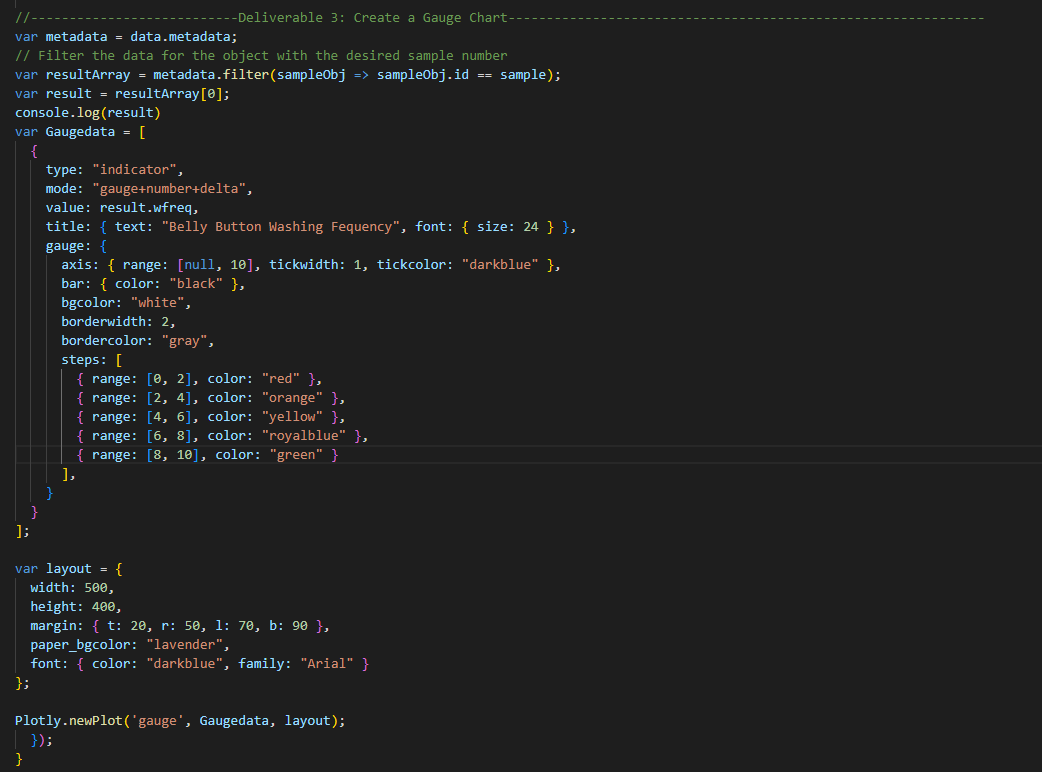 //---------------------------Deliverable 3: Create a Gauge Chart--------------------------------------------------------------
var metadata = data.metadata;
// Filter the data for the object with the desired sample number
var resultArray = metadata.filter(sampleObj => sampleObj.id == sample);
var result = resultArray[0];
console.log(result)
var Gaugedata = [
  {
    type: "indicator",
    mode: "gauge+number+delta",
    value: result.wfreq,
    title: { text: "Belly Button Washing Fequency", font: { size: 24 } },
    gauge: {
      axis: { range: [null, 10], tickwidth: 1, tickcolor: "darkblue" },
      bar: { color: "black" },
      bgcolor: "white",
      borderwidth: 2,
      bordercolor: "gray",
      steps: [
        { range: [0, 2], color: "red" },
        { range: [2, 4], color: "orange" },
        { range: [4, 6], color: "yellow" },
        { range: [6, 8], color: "royalblue" },
        { range: [8, 10], color: "green" }
      ],
    }
  }
];

var layout = {
  width: 500,
  height: 400,
  margin: { t: 20, r: 50, l: 70, b: 90 },
  paper_bgcolor: "lavender",
  font: { color: "darkblue", family: "Arial" }
};

Plotly.newPlot('gauge', Gaugedata, layout);
  });
}